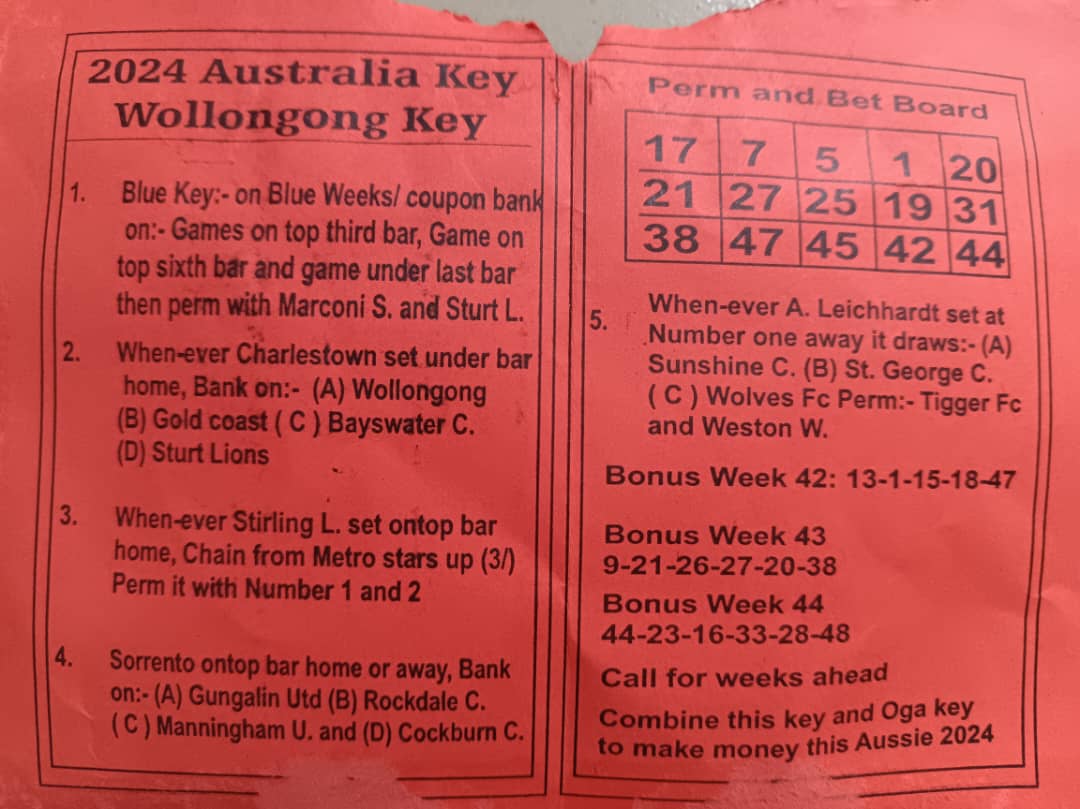 2024 Australia Key
Wollongong Key
1. Blue Key:- on Blue Weeks/ coupon bank
on:- Games on top third bar, Game on
top sixth bar and game under last bar
then perm with Marconi S. and Sturt L.
2. When-ever Charlestown set under bar
home, Bank on:- (A) Wollongong
(B) Gold coast ( C ) Bayswater C.
(D) Sturt Lions
3. When-ever Stirling L. set ontop bar
home, Chain from Metro stars up (3/)
Perm it with Number 1 and 2
4. Sorrento ontop bar home or away, Bank
on:- (A) Gungalin Utd (B) Rockdale C.
( C ) Manningham U. and (D) Cockburn C.
Perm and Bet Board
17 7 5 1 20
21 27 25 19 31
38 47 45 42 44
5. When-ever A. Leichhardt set at
Number one away it draws:- (A)
Sunshine C. (B) St. George C.
( C ) Wolves Fc Perm:- Tigger Fc
and Weston W.
Bonus Week 42: 13-1-15-18-47
Bonus Week 43
9-21-26-27-20-38
Bonus Week 44
44-23-16-33-28-48
Call for weeks ahead
Combine this key and Oga key
to make money this Aussie 2024